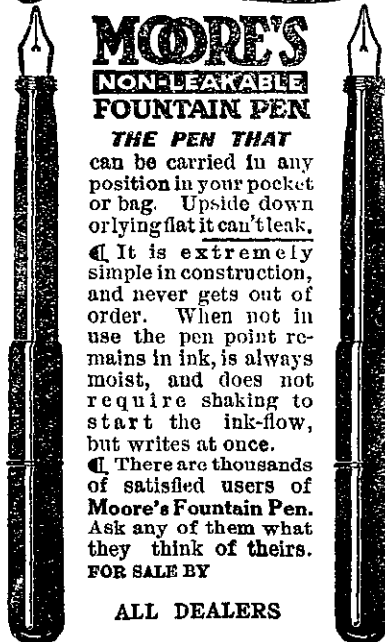 MOORE'S
NON-LEAKABLE
FOUNTAIN PEN
THE PEN THAT
can be carried in any
position in your pocket
or bag. Upside down
or lying flat it can't leak.
¶ It is extremely
simple in construction,
and never gets out of
order. When not in
use the pen point re-
mains in ink, is always
moist, and does not
require shaking to
start the ink-flow,
but writes at once.
¶ There are thousands
of satisfied users of
Moore's Fountain Pen.
Ask any of them what
they think of theirs.
FOR SALE BY
ALL DEALERS